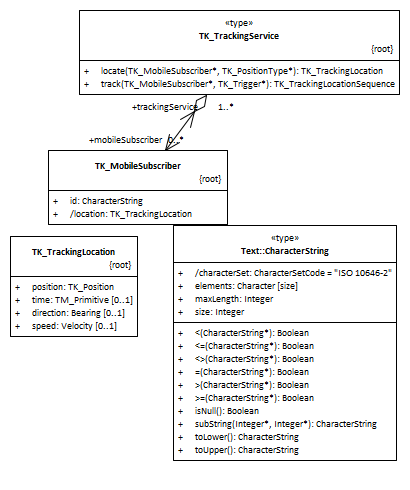 «type»
TK_TrackingService
{root}
+ locate(TK_MobileSubscriber*, TK_PositionType*): TK_TrackingLocation
+ track(TK_MobileSubscriber*, TK_Trigger*): TK_TrackingLocationSequence
+trackingService 1..*
+mobileSubscriber 0..*
TK_MobileSubscriber
{root}
+ id: CharacterString
+ /location: TK_TrackingLocation
TK_TrackingLocation
{root}
+ position: TK_Position
+ time: TM_Primitive [0..1]
+ direction: Bearing [0..1]
+ speed: Velocity [0..1]
«type»
Text::CharacterString
+ /characterSet: CharacterSetCode = "ISO 10646-2"
+ elements: Character [size]
+ maxLength: Integer
+ size: Integer
+ <(CharacterString*): Boolean
+ <=(CharacterString*): Boolean
+ <>(CharacterString*): Boolean
+ =(CharacterString*): Boolean
+ >(CharacterString*): Boolean
+ >=(CharacterString*): Boolean
+ isNull(): Boolean
+ subString(Integer*, Integer*): CharacterString
+ toLower(): CharacterString
+ toUpper(): CharacterString